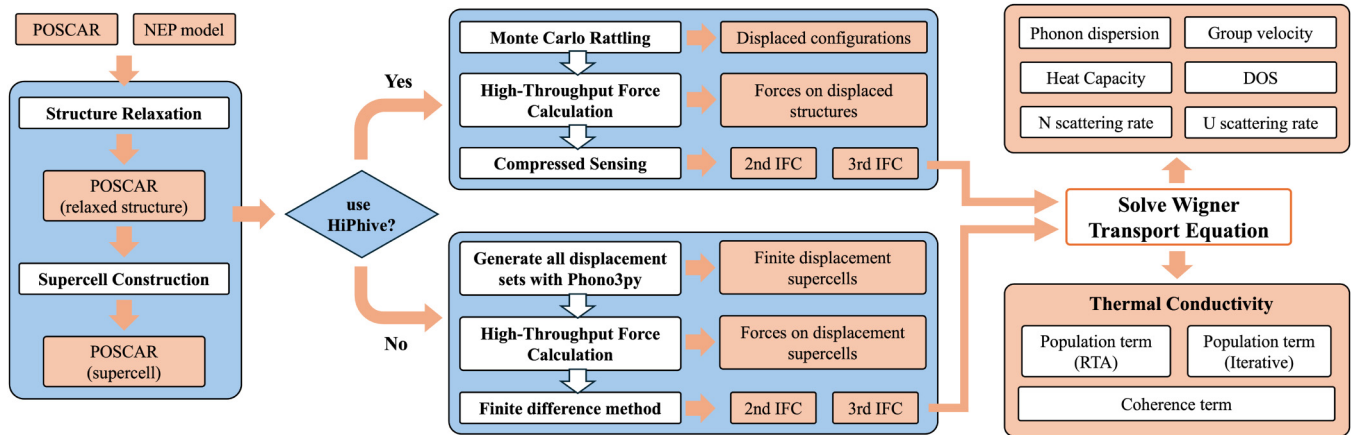 POSCAR
NEP model
Structure Relaxation
POSCAR
(relaxed structure)
Supercell Construction
POSCAR
(supercell)
use
HiPhive?
Yes
No
Monte Carlo Rattling
Displaced configurations
High-Throughput Force
Calculation
Forces on displaced
structures
Compressed Sensing
2nd IFC
3rd IFC
Generate all displacement
sets with Phono3py
Finite displacement
supercells
High-Throughput Force
Calculation
Forces on displacement
supercells
Finite difference method
2nd IFC
3rd IFC
Phonon dispersion
Group velocity
Heat Capacity
DOS
N scattering rate
U scattering rate
Solve Wigner
Transport Equation
Thermal Conductivity
Population term
(RTA)
Population term
(Iterative)
Coherence term